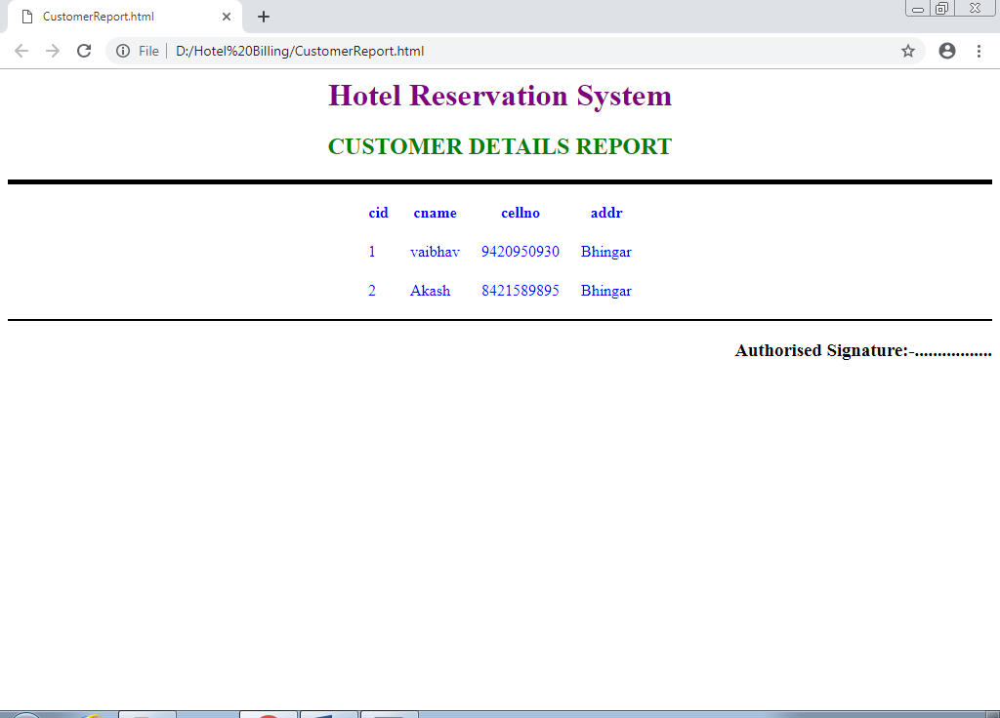 CustomerReport.html
File D:/Hotel%20Billing/CustomerReport.html
Hotel Reservation System
CUSTOMER DETAILS REPORT
cid cname cellno addr
1 vaibhav 9420950930 Bhingar
2 Akash 8421589895 Bhingar
Authorised Signature:-.................